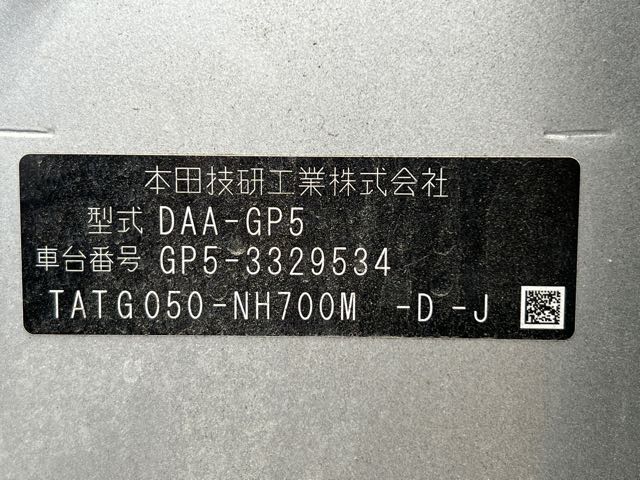 本田技研工業株式会社
型式 DAA-GP5
車台番号 GP5-3329534
TATG050-NH700M -D-J